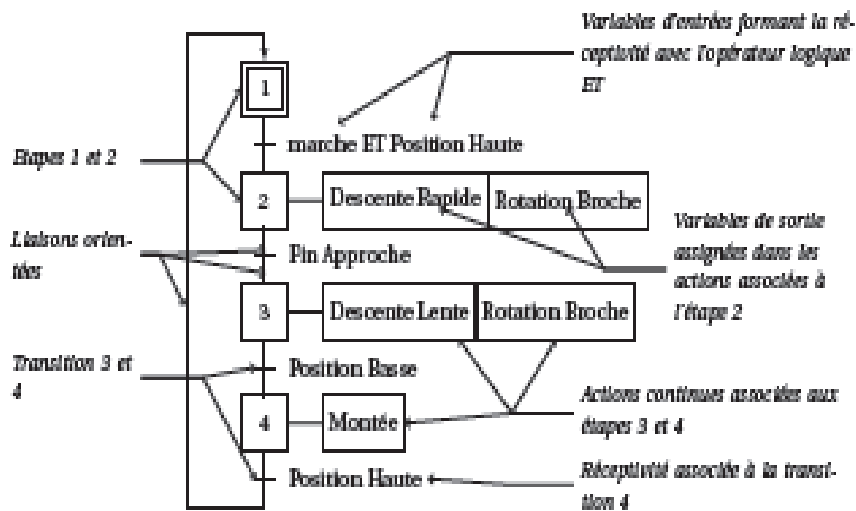 Variables d'entrées formant la ré-
ceptivité avec l'opérateur logique
ET
1
marche ET Position Haute
Etapes 1 et 2
2
Descente Rapide
Rotation Broche
Variables de sortie
assignées dans les
actions associées à
l'étape 2
Liaisons orien-
tées
Fin Approche
3
Descente Lente
Rotation Broche
Transition 3 et
4
Position Basse
Actions continues associées aux
étapes 3 et 4
4
Montée
Position Haute
Réceptivité associée à la transi-
tion 4